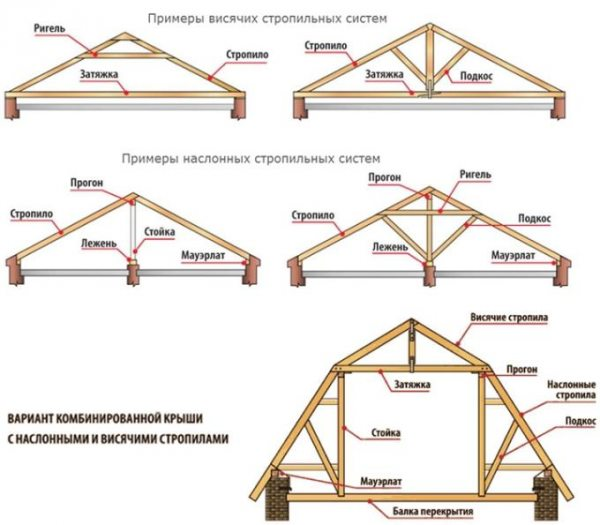 Примеры висячих стропильных систем
Ригель
Стропило
Затяжка
Стропило
Затяжка
Подкос
Примеры наслонных стропильных систем
Прогон
Стропило
Лежень
Стойка
Мауэрлат
Прогон
Ригель
Стропило
Подкос
Лежень
Мауэрлат
Висячие стропила
Прогон
Затяжка
Наслонные
стропила
Стойка
Подкос
Мауэрлат
Балка перекрытия
ВАРИАНТ КОМБИНИРОВАННОЙ КРЫШИ
С НАСЛОННЫМИ И ВИСЯЧИМИ СТРОПИЛАМИ